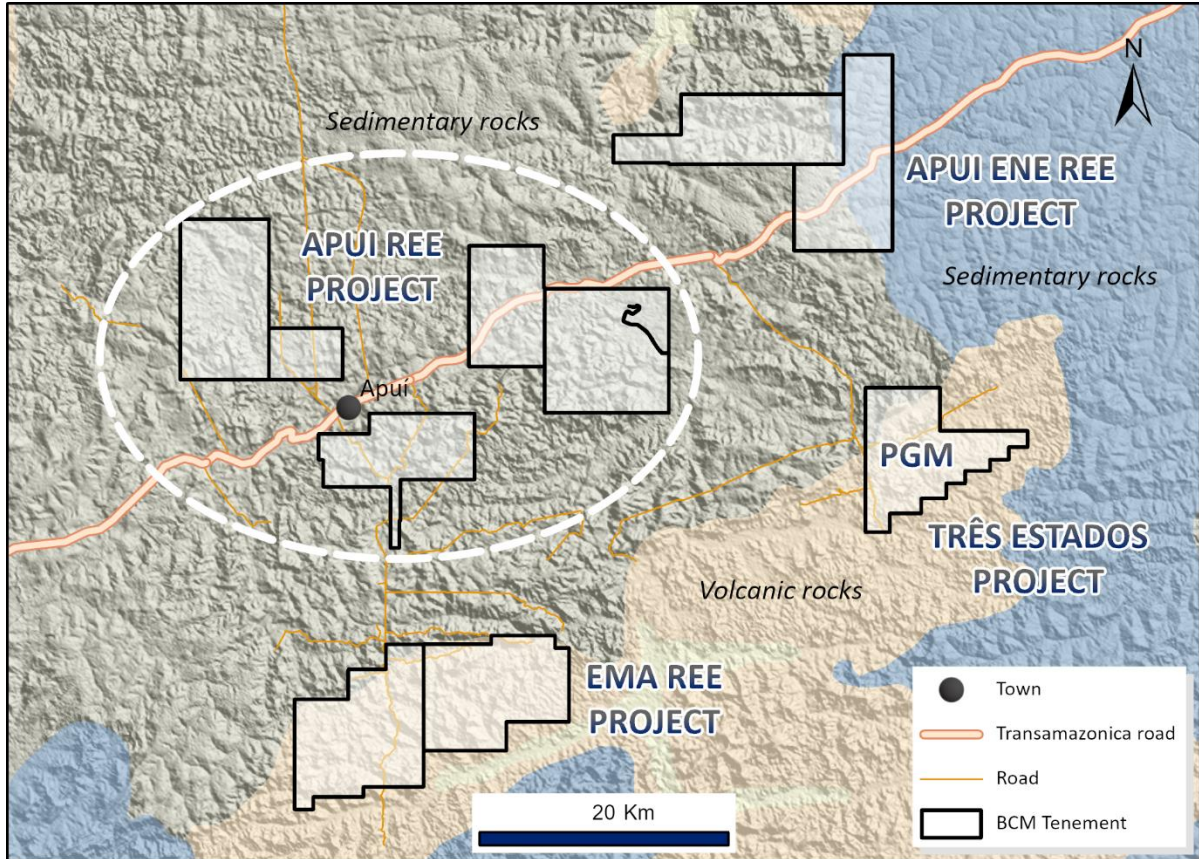 N
Sedimentary rocks
APUI ENE REE
PROJECT
APUI REE
PROJECT
Sedimentary rocks
Apuí
PGM
TRÊS ESTADOS
PROJECT
Volcanic rocks
EMA REE
PROJECT
Town
Transamazonica road
Road
BCM Tenement
20 Km